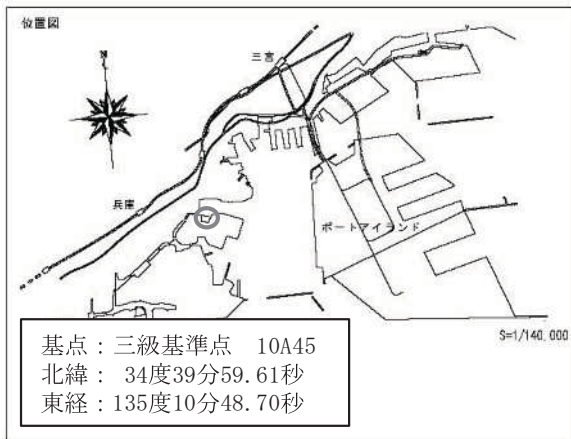 位置図
N
三宮
兵庫
ポートアイランド
S=1/140,000
基点：三級基準点 10A45
北緯： 34度39分59.61秒
東経：135度10分48.70秒